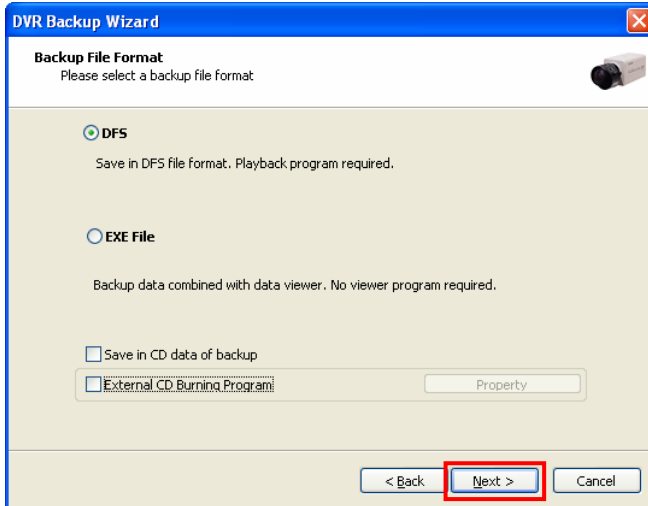 DVR Backup Wizard
Backup File Format
Please select a backup file format
DFS
Save in DFS file format. Playback program required.
EXE File
Backup data combined with data viewer. No viewer program required.
Save in CD data of backup
External CD Burning Program
Property
< Back
Next >
Cancel